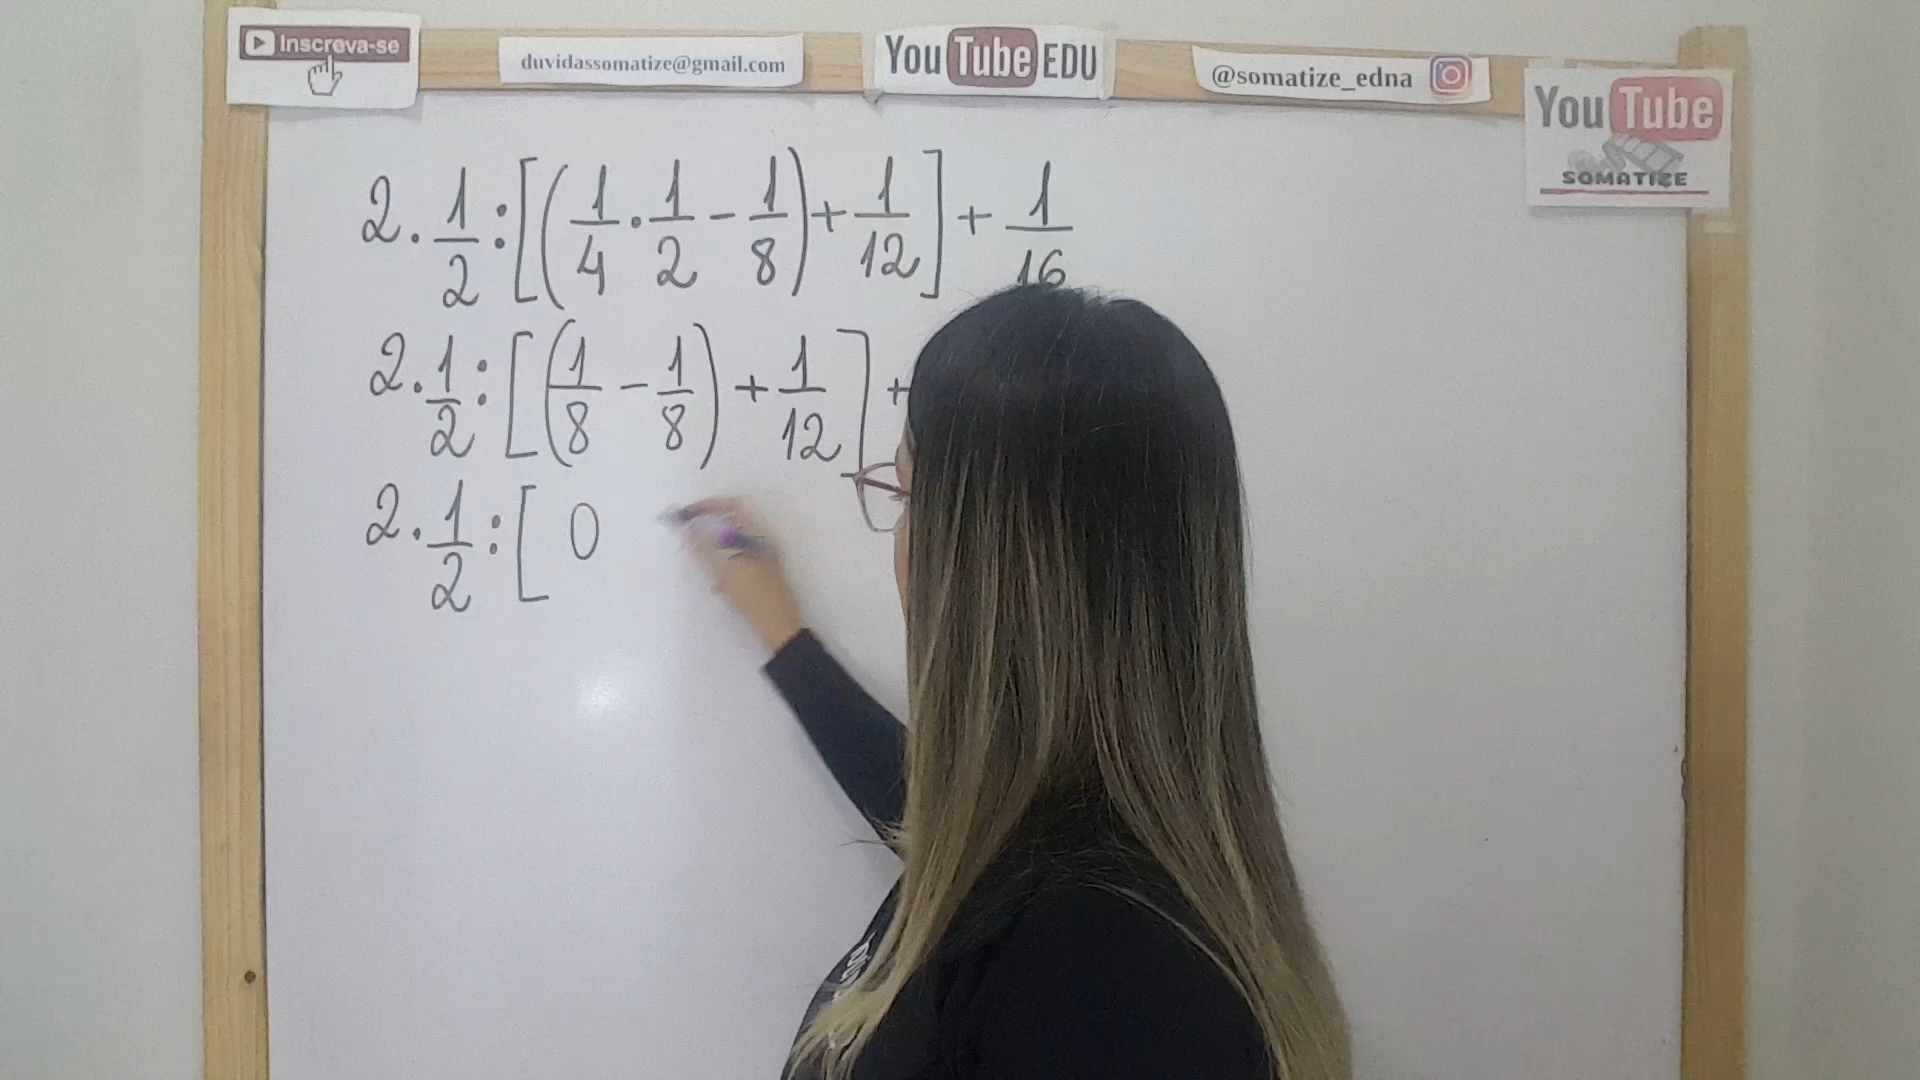 Inscreva-se
duvidassomatize@gmail.com
YouTube EDU
@somatize_edna
YouTube
SOMATIZE
2 . 1/2 : [(1/4 . 1/2 - 1/8) + 1/12] + 1/16
2 . 1/2 : [(1/8 - 1/8) + 1/12] +
2 . 1/2 : [ 0